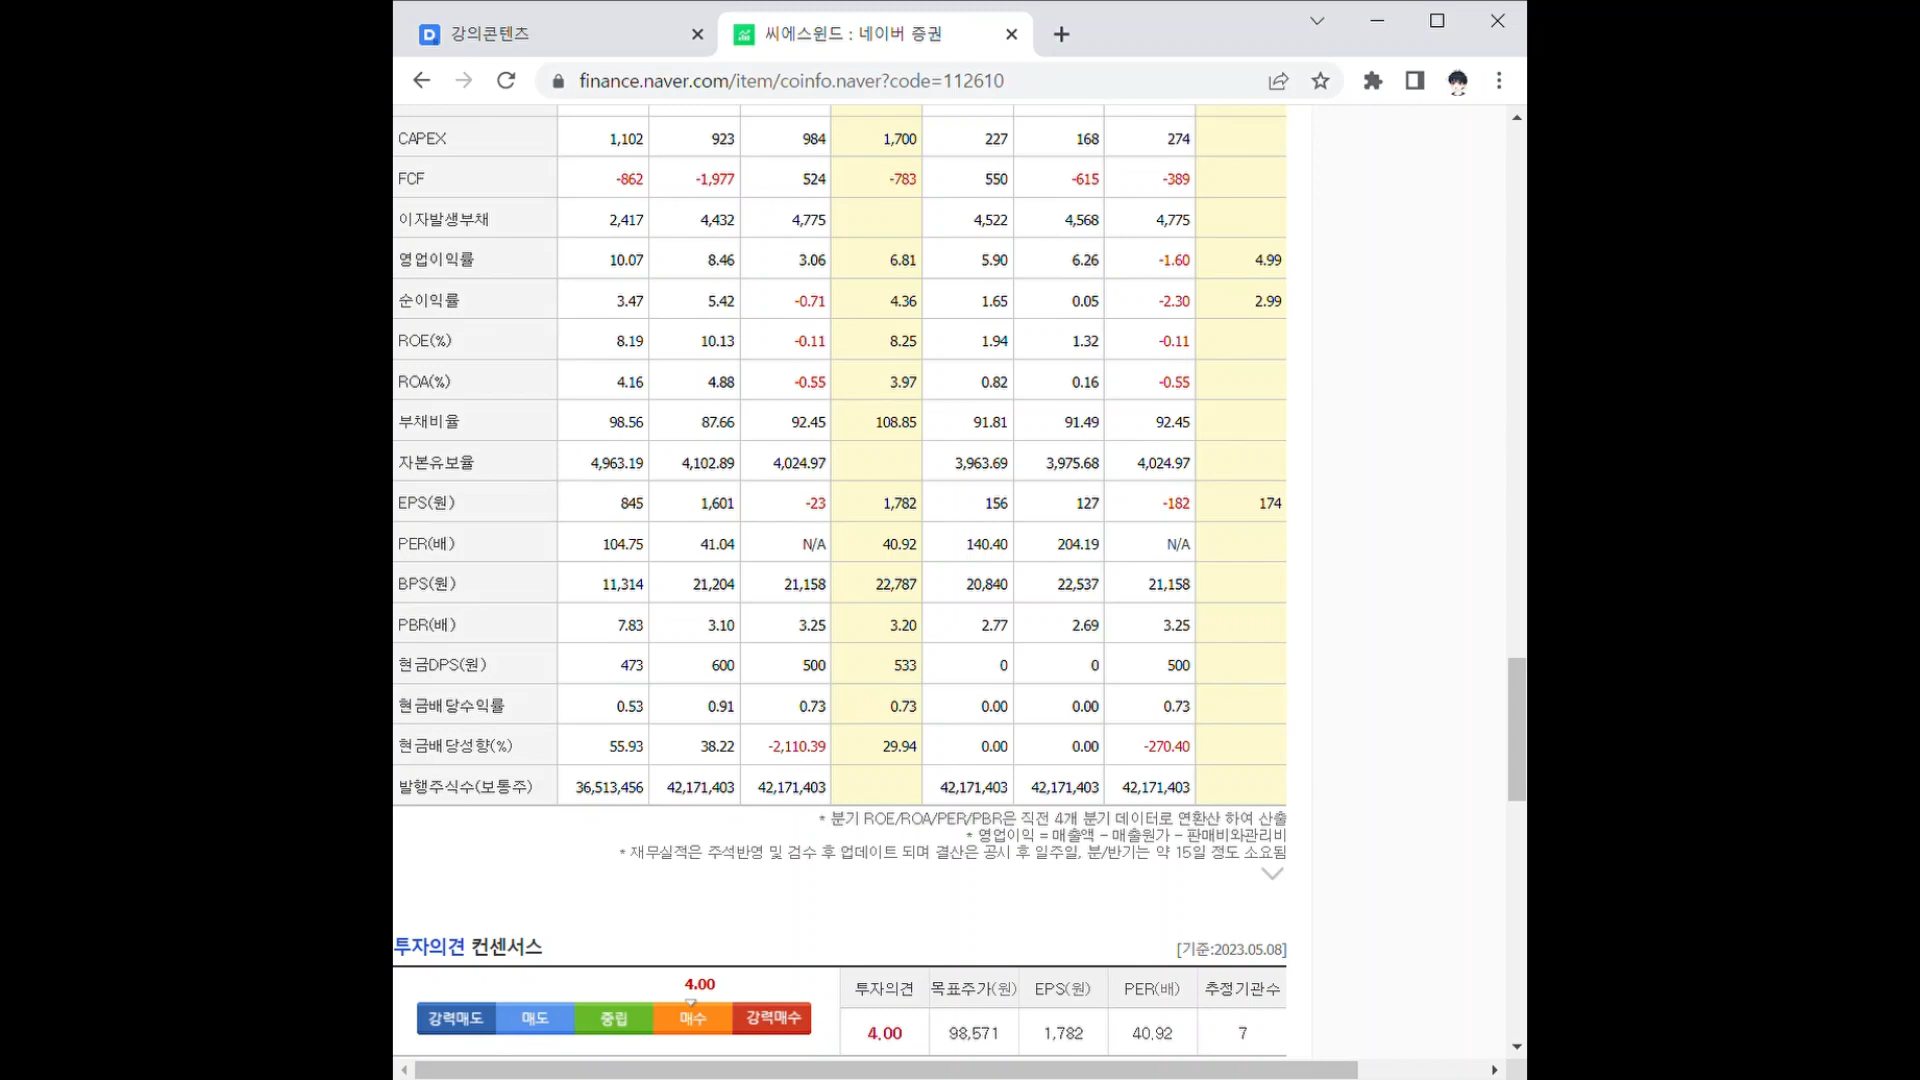 강의콘텐츠
씨에스윈드 : 네이버 증권
finance.naver.com/item/coinfo.naver?code=112610
CAPEX 1,102 923 984 1,700 227 168 274
FCF -862 -1,977 524 -783 550 -615 -389
이자발생부채 2,417 4,432 4,775 4,522 4,568 4,775
영업이익률 10.07 8.46 3.06 6.81 5.90 6.26 -1.60 4.99
순이익률 3.47 5.42 -0.71 4.36 1.65 0.05 -2.30 2.99
ROE(%) 8.19 10.13 -0.11 8.25 1.94 1.32 -0.11
ROA(%) 4.16 4.88 -0.55 3.97 0.82 0.16 -0.55
부채비율 98.56 87.66 92.45 108.85 91.81 91.49 92.45
자본유보율 4,963.19 4,102.89 4,024.97 3,963.69 3,975.68 4,024.97
EPS(원) 845 1,601 -23 1,782 156 127 -182 174
PER(배) 104.75 41.04 N/A 40.92 140.40 204.19 N/A
BPS(원) 11,314 21,204 21,158 22,787 20,840 22,537 21,158
PBR(배) 7.83 3.10 3.25 3.20 2.77 2.69 3.25
현금DPS(원) 473 600 500 533 0 0 500
현금배당수익률 0.53 0.91 0.73 0.73 0.00 0.00 0.73
현금배당성향(%) 55.93 38.22 -2,110.39 29.94 0.00 0.00 -270.40
발행주식수(보통주) 36,513,456 42,171,403 42,171,403 42,171,403 42,171,403 42,171,403
* 분기 ROE/ROA/PER/PBR은 직전 4개 분기 데이터로 연환산 하여 산출
* 영업이익 = 매출액 - 매출원가 - 판매비와관리비
* 재무실적은 주석반영 및 검수 후 업데이트 되며 결산은 공시 후 일주일, 분/반기는 약 15일 정도 소요됨
투자의견 컨센서스 [기준:2023.05.08]
4.00
강력매도 매도 중립 매수 강력매수
투자의견 목표주가(원) EPS(원) PER(배) 추정기관수
4.00 98,571 1,782 40.92 7